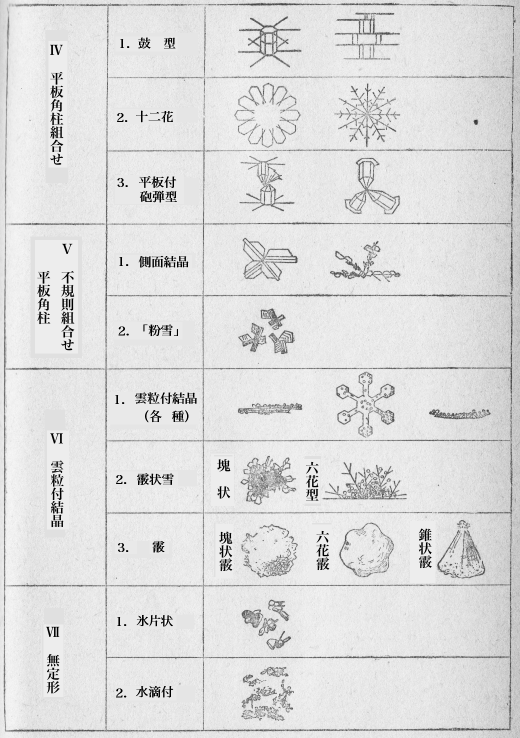 Ⅳ 平板角柱組合せ
1. 鼓 型
2. 十二花
3. 平板付
砲弾型
Ⅴ 不規則組合せ
平板角柱
1. 側面結晶
2. 「粉雪」
Ⅵ 雲粒付結晶
1. 雲粒付結晶
(各 種)
2. 霰状雪
塊 状
六花型
3. 霰
塊状霰
六花霰
錐状霰
Ⅶ 無定形
1. 氷片状
2. 水滴付